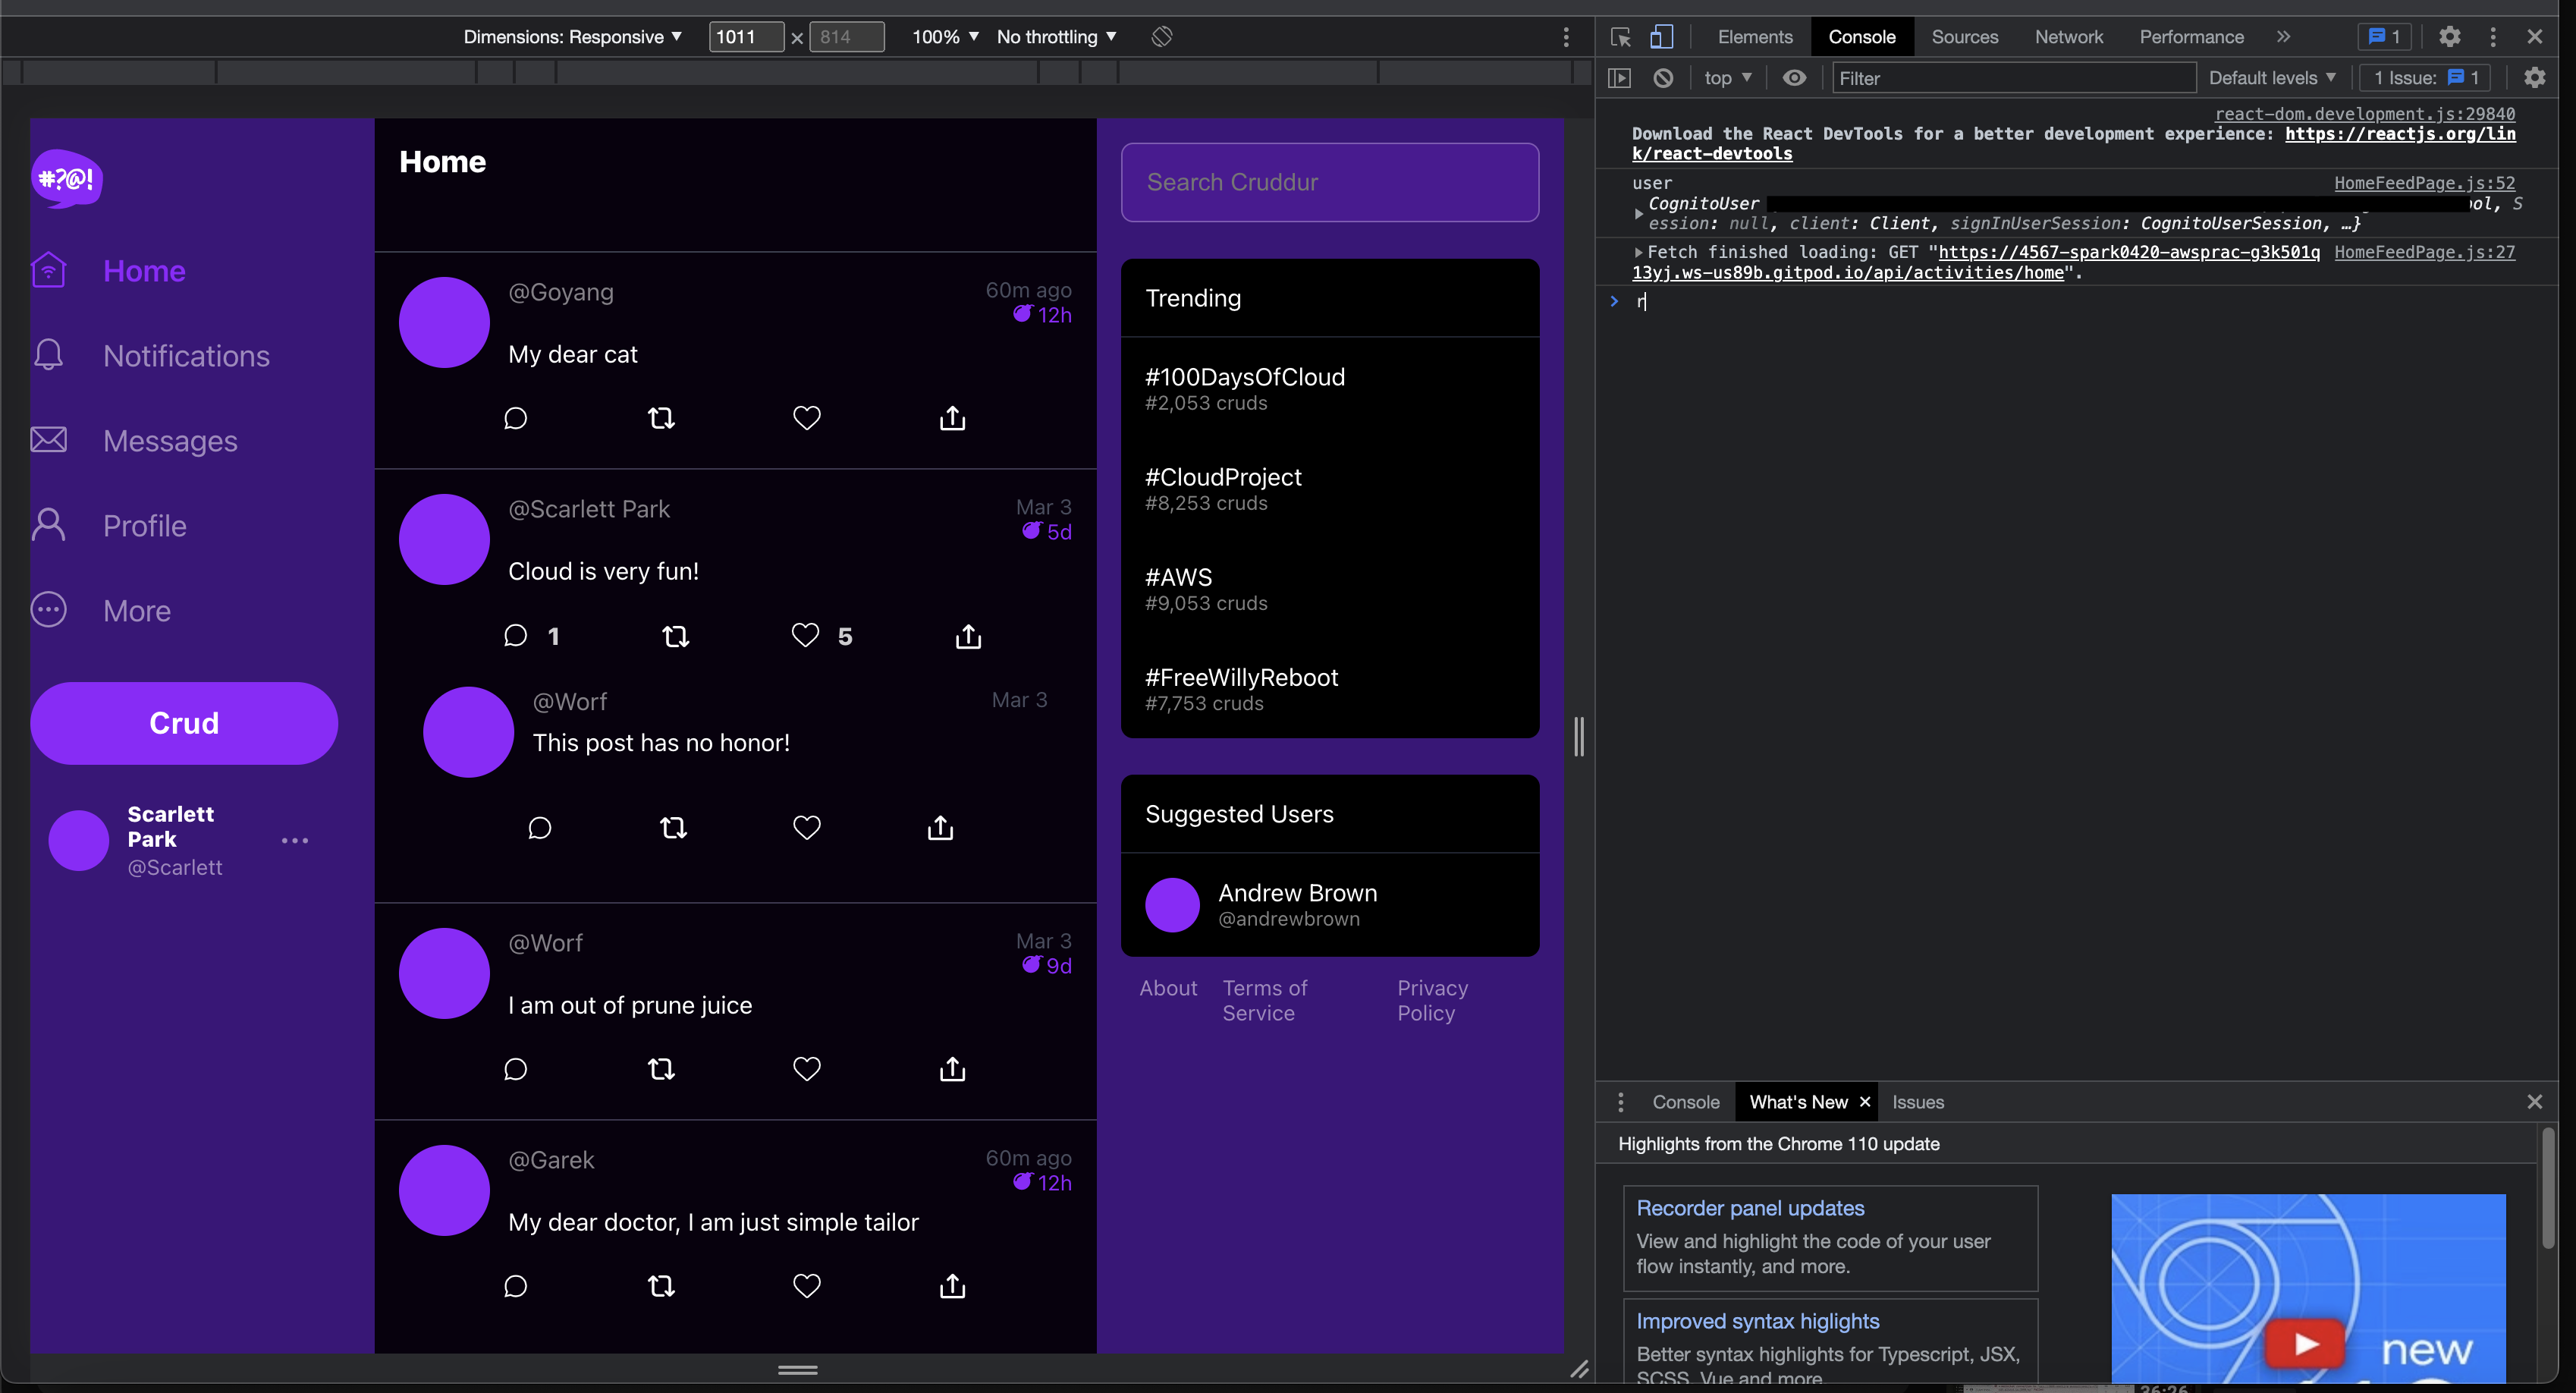 Dimensions: Responsive ▼ 1011 × 814 100% ▼ No throttling ▼
Elements Console Sources Network Performance » 1
top ▼ Filter Default levels ▼ 1 Issue: 1
#?@!
Home
Notifications
Messages
Profile
More
Crud
Scarlett
Park
@Scarlett
Home
@Goyang 60m ago
12h
My dear cat
@Scarlett Park Mar 3
5d
Cloud is very fun!
1 5
@Worf Mar 3
This post has no honor!
@Worf Mar 3
9d
I am out of prune juice
@Garek 60m ago
12h
My dear doctor, I am just simple tailor
Search Cruddur
Trending
#100DaysOfCloud
#2,053 cruds
#CloudProject
#8,253 cruds
#AWS
#9,053 cruds
#FreeWillyReboot
#7,753 cruds
Suggested Users
Andrew Brown
@andrewbrown
About Terms of Service Privacy Policy
react-dom.development.js:29840
Download the React DevTools for a better development experience: https://reactjs.org/lin
k/react-devtools
user HomeFeedPage.js:52
CognitoUser ool, S
ession: null, client: Client, signInUserSession: CognitoUserSession, …}
Fetch finished loading: GET "https://4567-spark0420-awsprac-g3k501q HomeFeedPage.js:27
13yj.ws-us89b.gitpod.io/api/activities/home".
> r
Console What's New × Issues
Highlights from the Chrome 110 update
Recorder panel updates
View and highlight the code of your user
flow instantly, and more.
Improved syntax higlights
Better syntax highlights for Typescript, JSX,
SCSS, Vue and more
new